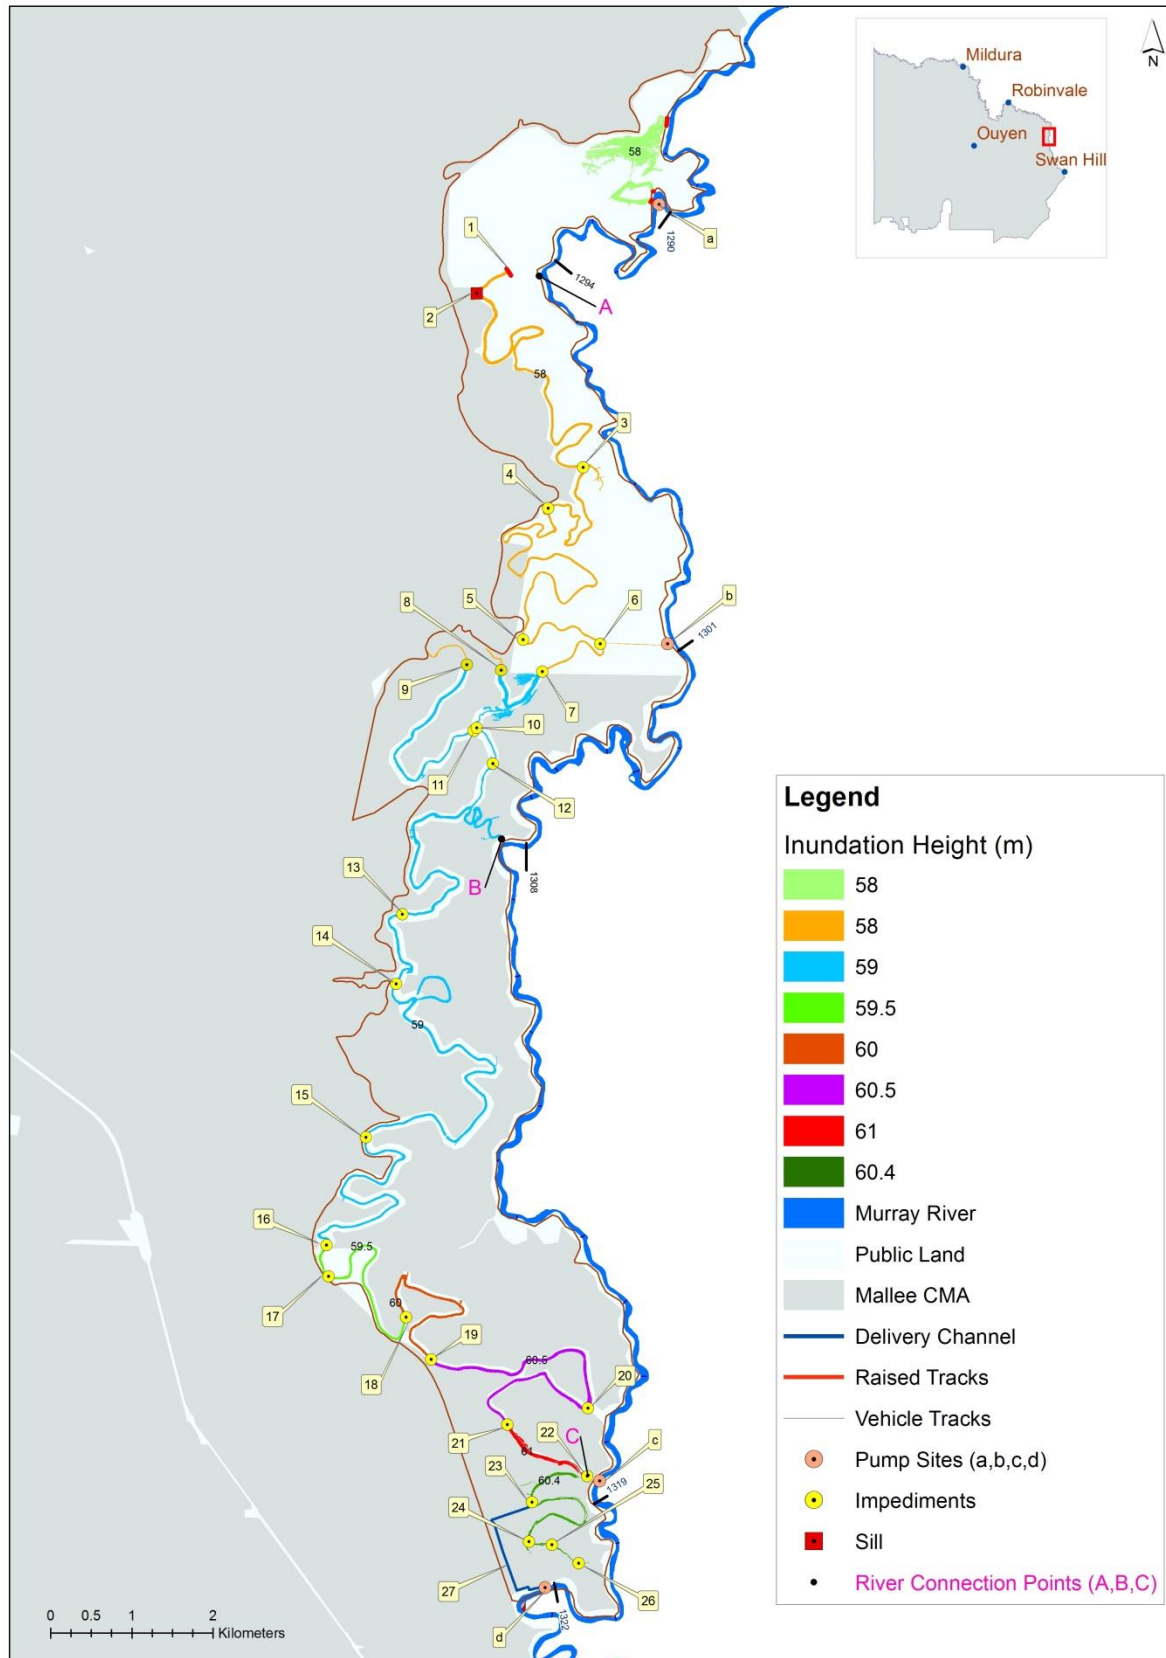 Mildura
Robinvale
Ouyen
Swan Hill
N
58
a
1290
1
1294
A
2
58
3
4
5
6
b
1301
8
9
7
10
11
12
B
1308
13
14
59
15
16
59.5
17
60
18
19
60.5
20
21
22
C
61
c
23
60.4
25
1319
24
27
26
d
1322
0 0.5 1 2
Kilometers
Legend
Inundation Height (m)
58
58
59
59.5
60
60.5
61
60.4
Murray River
Public Land
Mallee CMA
Delivery Channel
Raised Tracks
Vehicle Tracks
Pump Sites (a,b,c,d)
Impediments
Sill
River Connection Points (A,B,C)